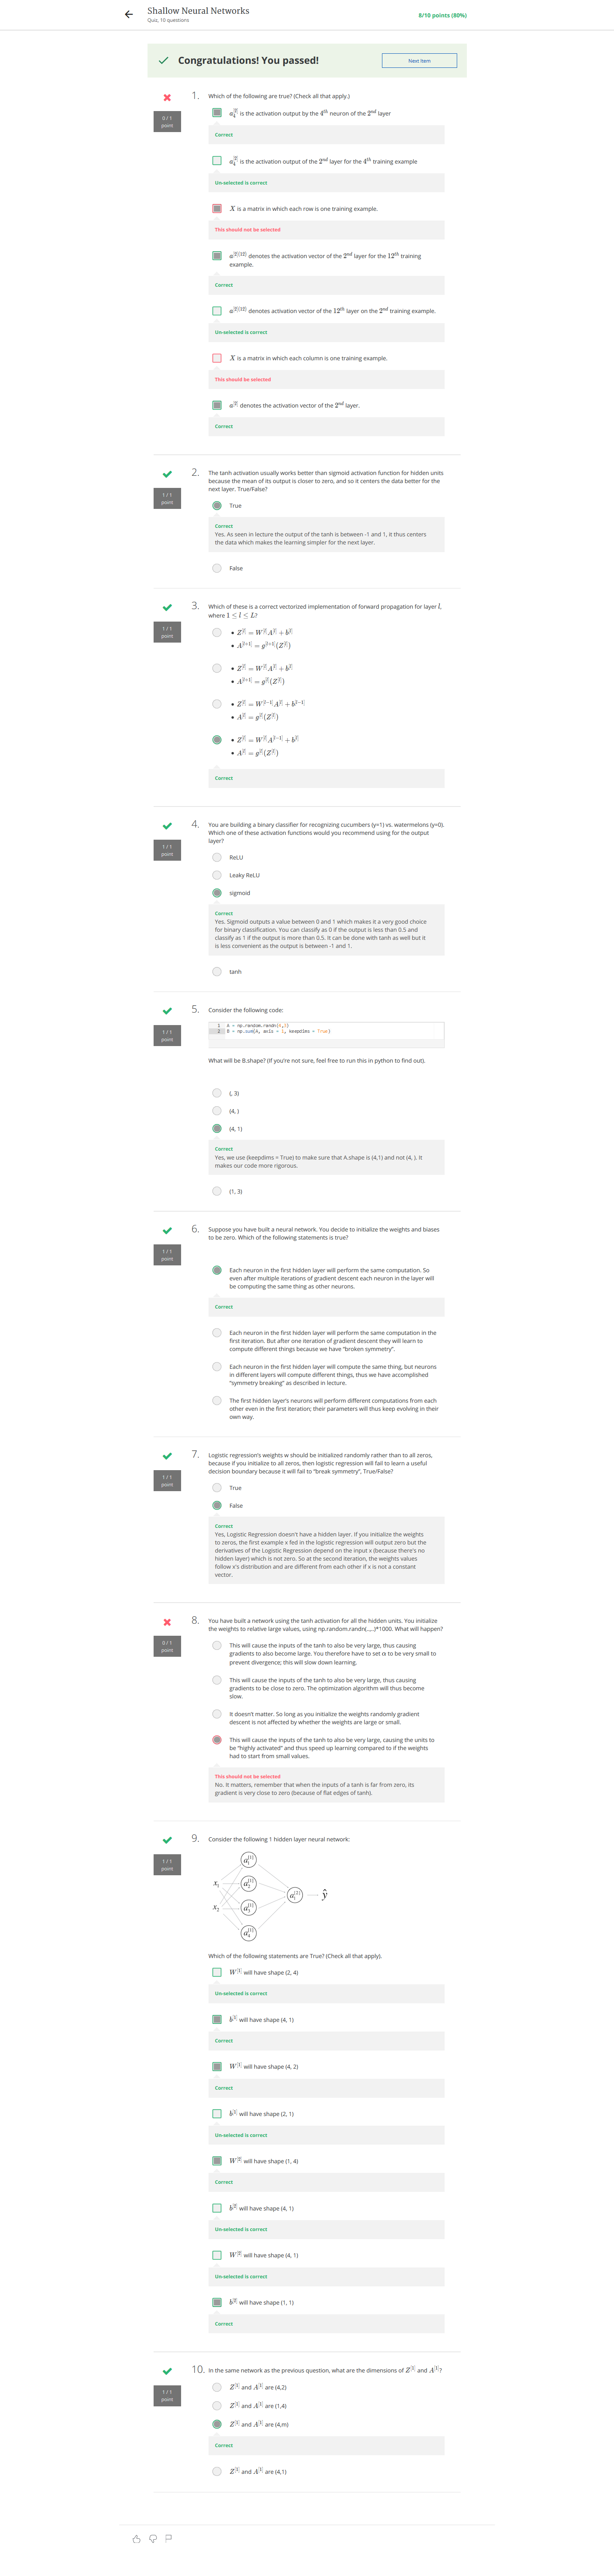 Shallow Neural Networks
Quiz, 10 questions
8/10 points (80%)
Congratulations! You passed!
Next Item
0 / 1
point
1. Which of the following are true? (Check all that apply.)
a₄^[2] is the activation output by the 4^th neuron of the 2^nd layer
Correct
a₄^[2] is the activation output of the 2^nd layer for the 4^th training example
Un-selected is correct
X is a matrix in which each row is one training example.
This should not be selected
a^[2](12) denotes the activation vector of the 2^nd layer for the 12^th training
example.
Correct
a^[2](12) denotes activation vector of the 12^th layer on the 2^nd training example.
Un-selected is correct
X is a matrix in which each column is one training example.
This should be selected
a^[2] denotes the activation vector of the 2^nd layer.
Correct
1 / 1
point
2. The tanh activation usually works better than sigmoid activation function for hidden units
because the mean of its output is closer to zero, and so it centers the data better for the
next layer. True/False?
True
Correct
Yes. As seen in lecture the output of the tanh is between -1 and 1, it thus centers
the data which makes the learning simpler for the next layer.
False
1 / 1
point
3. Which of these is a correct vectorized implementation of forward propagation for layer l,
where 1 ≤ l ≤ L?
• Z^[l] = W^[l] A^[l] + b^[l]
• A^[l+1] = g^[l+1](Z^[l])
• Z^[l] = W^[l] A^[l] + b^[l]
• A^[l+1] = g^[l](Z^[l])
• Z^[l] = W^[l−1] A^[l] + b^[l−1]
• A^[l] = g^[l](Z^[l])
• Z^[l] = W^[l] A^[l−1] + b^[l]
• A^[l] = g^[l](Z^[l])
Correct
1 / 1
point
4. You are building a binary classifier for recognizing cucumbers (y=1) vs. watermelons (y=0).
Which one of these activation functions would you recommend using for the output
layer?
ReLU
Leaky ReLU
sigmoid
Correct
Yes. Sigmoid outputs a value between 0 and 1 which makes it a very good choice
for binary classification. You can classify as 0 if the output is less than 0.5 and
classify as 1 if the output is more than 0.5. It can be done with tanh as well but it
is less convenient as the output is between -1 and 1.
tanh
1 / 1
point
5. Consider the following code:
1 A = np.random.randn(4,3)
2 B = np.sum(A, axis = 1, keepdims = True)
What will be B.shape? (If you're not sure, feel free to run this in python to find out).
(, 3)
(4, )
(4, 1)
Correct
Yes, we use (keepdims = True) to make sure that A.shape is (4,1) and not (4, ). It
makes our code more rigorous.
(1, 3)
1 / 1
point
6. Suppose you have built a neural network. You decide to initialize the weights and biases
to be zero. Which of the following statements is true?
Each neuron in the first hidden layer will perform the same computation. So
even after multiple iterations of gradient descent each neuron in the layer will
be computing the same thing as other neurons.
Correct
Each neuron in the first hidden layer will perform the same computation in the
first iteration. But after one iteration of gradient descent they will learn to
compute different things because we have "broken symmetry".
Each neuron in the first hidden layer will compute the same thing, but neurons
in different layers will compute different things, thus we have accomplished
"symmetry breaking" as described in lecture.
The first hidden layer's neurons will perform different computations from each
other even in the first iteration; their parameters will thus keep evolving in their
own way.
1 / 1
point
7. Logistic regression's weights w should be initialized randomly rather than to all zeros,
because if you initialize to all zeros, then logistic regression will fail to learn a useful
decision boundary because it will fail to "break symmetry", True/False?
True
False
Correct
Yes, Logistic Regression doesn't have a hidden layer. If you initialize the weights
to zeros, the first example x fed in the logistic regression will output zero but the
derivatives of the Logistic Regression depend on the input x (because there's no
hidden layer) which is not zero. So at the second iteration, the weights values
follow x's distribution and are different from each other if x is not a constant
vector.
0 / 1
point
8. You have built a network using the tanh activation for all the hidden units. You initialize
the weights to relative large values, using np.random.randn(..,..)*1000. What will happen?
This will cause the inputs of the tanh to also be very large, thus causing
gradients to also become large. You therefore have to set α to be very small to
prevent divergence; this will slow down learning.
This will cause the inputs of the tanh to also be very large, thus causing
gradients to be close to zero. The optimization algorithm will thus become
slow.
It doesn't matter. So long as you initialize the weights randomly gradient
descent is not affected by whether the weights are large or small.
This will cause the inputs of the tanh to also be very large, causing the units to
be "highly activated" and thus speed up learning compared to if the weights
had to start from small values.
This should not be selected
No. It matters, remember that when the inputs of a tanh is far from zero, its
gradient is very close to zero (because of flat edges of tanh).
1 / 1
point
9. Consider the following 1 hidden layer neural network:
a₁^[1]
x₁ a₂^[1]
a₁^[2] ŷ
x₂ a₃^[1]
a₄^[1]
Which of the following statements are True? (Check all that apply).
W^[1] will have shape (2, 4)
Un-selected is correct
b^[1] will have shape (4, 1)
Correct
W^[1] will have shape (4, 2)
Correct
b^[1] will have shape (2, 1)
Un-selected is correct
W^[2] will have shape (1, 4)
Correct
b^[2] will have shape (4, 1)
Un-selected is correct
W^[2] will have shape (4, 1)
Un-selected is correct
b^[2] will have shape (1, 1)
Correct
1 / 1
point
10. In the same network as the previous question, what are the dimensions of Z^[1] and A^[1]?
Z^[1] and A^[1] are (4,2)
Z^[1] and A^[1] are (1,4)
Z^[1] and A^[1] are (4,m)
Correct
Z^[1] and A^[1] are (4,1)